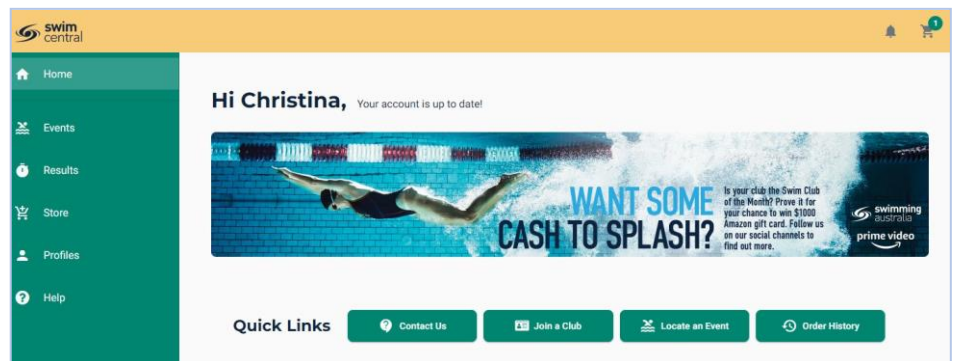 swim
central
1
Home
Events
Results
Store
Profiles
Help
Hi Christina, Your account is up to date!
WANT SOME
CASH TO SPLASH?
Is your club the Swim Club
of the Month? Prove it for
your chance to win $1000
Amazon gift card. Follow us
on our social channels to
find out more.
swimming
australia
prime video
Quick Links Contact Us Join a Club Locate an Event Order History